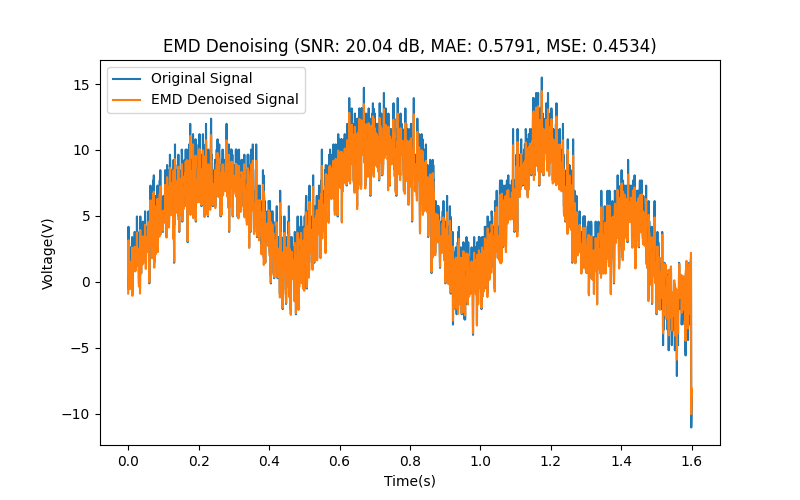 EMD Denoising (SNR: 20.04 dB, MAE: 0.5791, MSE: 0.4534)
Original Signal
EMD Denoised Signal
15
10
5
0
−5
−10
Voltage(V)
0.0 0.2 0.4 0.6 0.8 1.0 1.2 1.4 1.6
Time(s)